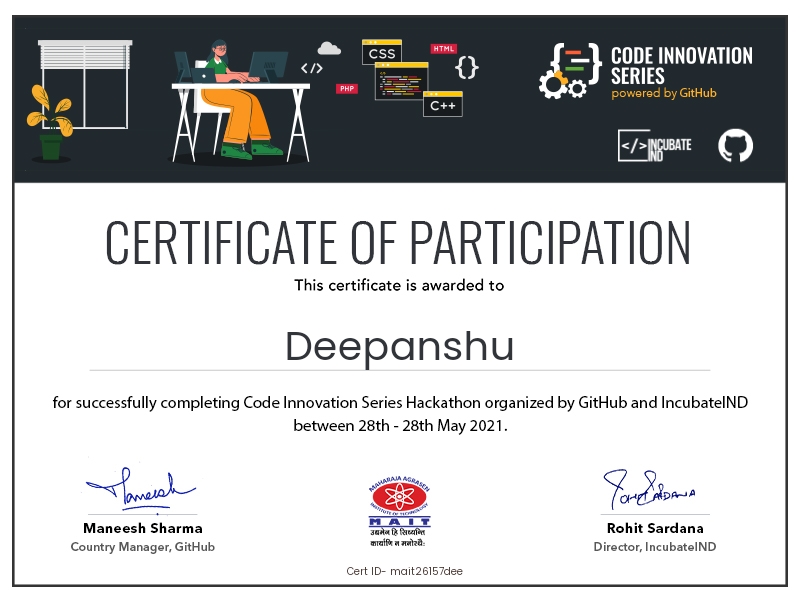 CSS
HTML
</>
{}
PHP
C++
CODE INNOVATION
SERIES
powered by GitHub
</>INCUBATE
IND
CERTIFICATE OF PARTICIPATION
This certificate is awarded to
Deepanshu
for successfully completing Code Innovation Series Hackathon organized by GitHub and IncubateIND
between 28th - 28th May 2021.
Maneesh
Rohit Sardana
MAHARAJA AGRASEN
INSTITUTE OF TECHNOLOGY
MAIT
उद्यमेन हि सिध्यन्ति
कार्याणि न मनोरथैः
Maneesh Sharma
Country Manager, GitHub
Rohit Sardana
Director, IncubateIND
Cert ID- mait26157dee